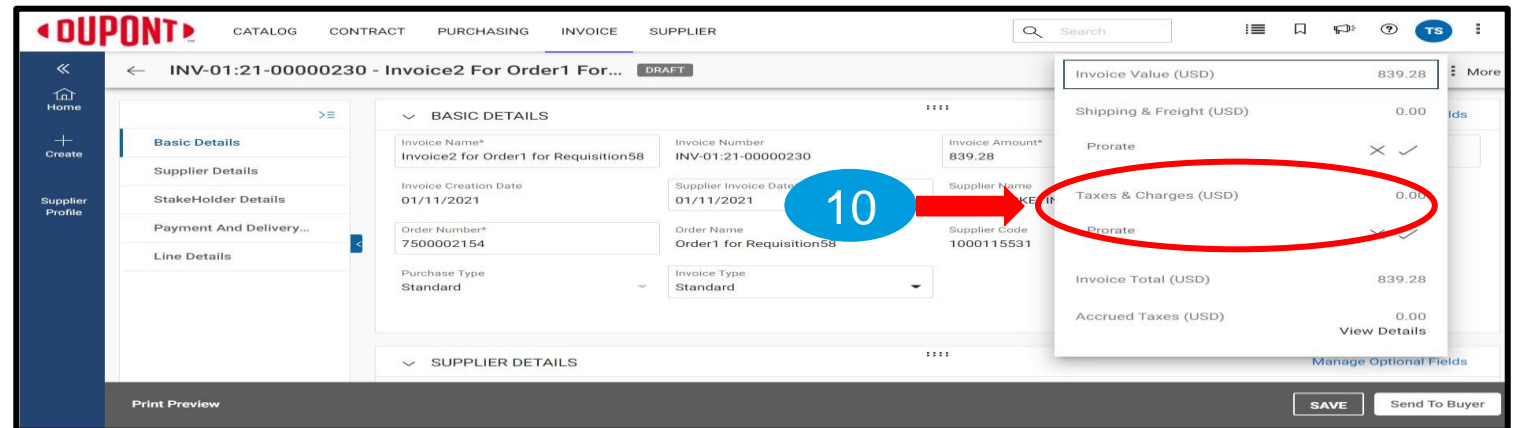 DUPONT
CATALOG CONTRACT PURCHASING INVOICE SUPPLIER Search ? TS
INV-01:21-00000230 - Invoice2 For Order1 For... DRAFT More
Home
Create
Supplier Profile
Basic Details
Supplier Details
StakeHolder Details
Payment And Delivery...
Line Details
BASIC DETAILS lds
Invoice Name* Invoice Number Invoice Amount*
Invoice2 for Order1 for Requisition58 INV-01:21-00000230 839.28
Invoice Creation Date Supplier Invoice Date Supplier Name
01/11/2021 01/11/2021
Order Number* Order Name Supplier Code
7500002154 Order1 for Requisition58 1000115531
Purchase Type Invoice Type
Standard Standard
10
Invoice Value (USD) 839.28
Shipping & Freight (USD) 0.00
Prorate
Taxes & Charges (USD) 0.00
Prorate
Invoice Total (USD) 839.28
Accrued Taxes (USD) 0.00
View Details
SUPPLIER DETAILS Manage Optional Fields
Print Preview SAVE Send To Buyer